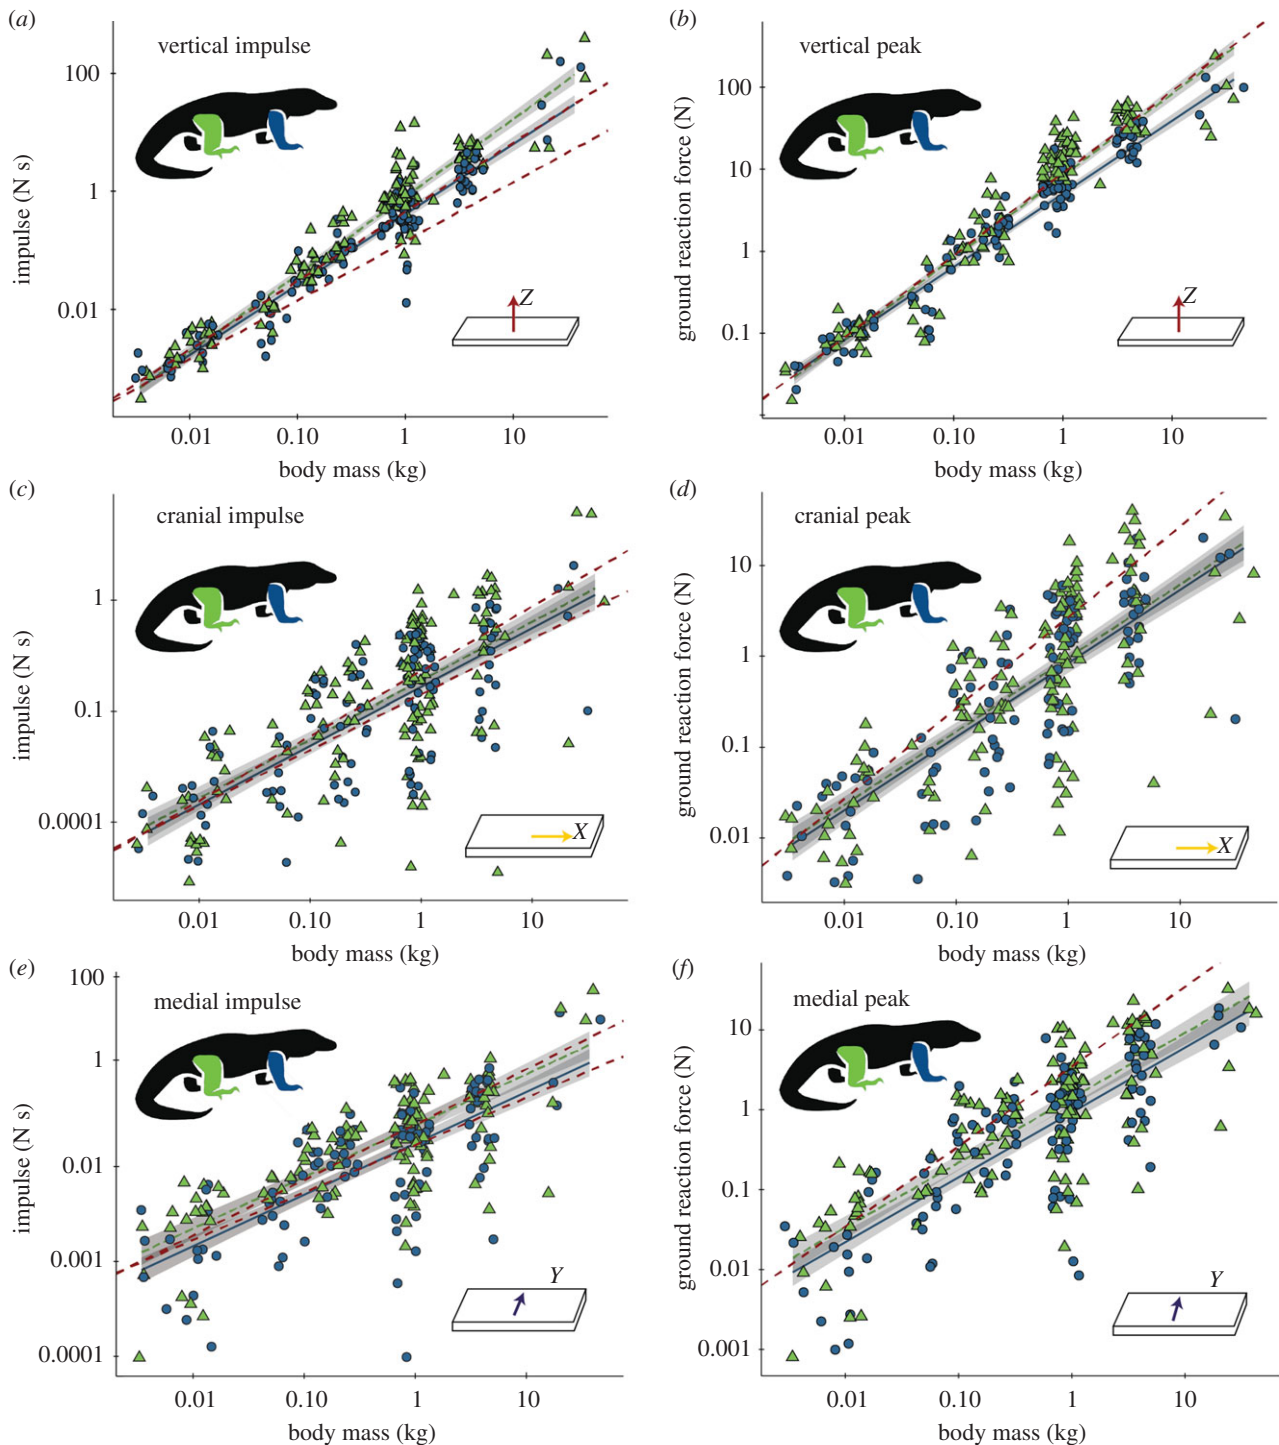 (a)
vertical impulse
impulse (N s)
100
1
0.01
Z
0.01 0.10 1 10
body mass (kg)
(b)
vertical peak
ground reaction force (N)
100
10
1
0.1
Z
0.01 0.10 1 10
body mass (kg)
(c)
cranial impulse
impulse (N s)
1
0.1
0.0001
X
0.01 0.10 1 10
body mass (kg)
(d)
cranial peak
ground reaction force (N)
10
1
0.1
0.01
X
0.01 0.10 1 10
body mass (kg)
(e)
medial impulse
impulse (N s)
100
1
0.01
0.001
0.0001
Y
0.01 0.10 1 10
body mass (kg)
(f)
medial peak
ground reaction force (N)
10
1
0.1
0.01
0.001
Y
0.01 0.10 1 10
body mass (kg)